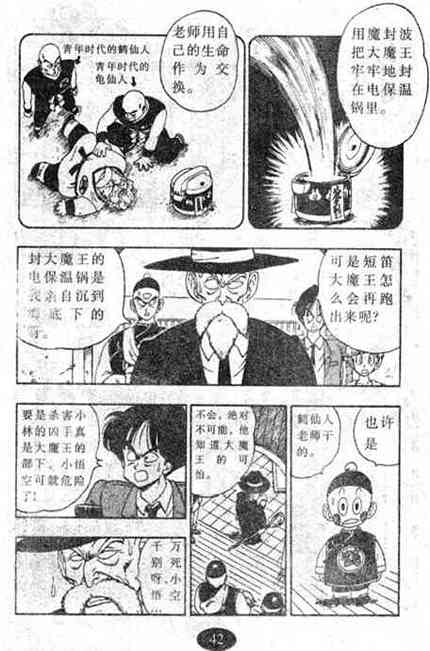 用魔封波
把大魔王
牢牢地封
在电保温
锅里。
老师用自
己的生命
作为交
换。
青年时代的鹤仙人
青年时代的
龟仙人
可是短笛
大魔王怎
么会再跑
出来呢?
封大魔王的
电保温锅是
我亲自沉到
海底下的
呀。
也许
是
鹤仙人
老师干
的。
不会,绝对
不可能,他
知道大魔
王的可
怕。
要是杀害小
林的凶手真
是大魔王的
部下,小悟
空可就危险
了!
千万
别死
呀,小
悟空
…
42